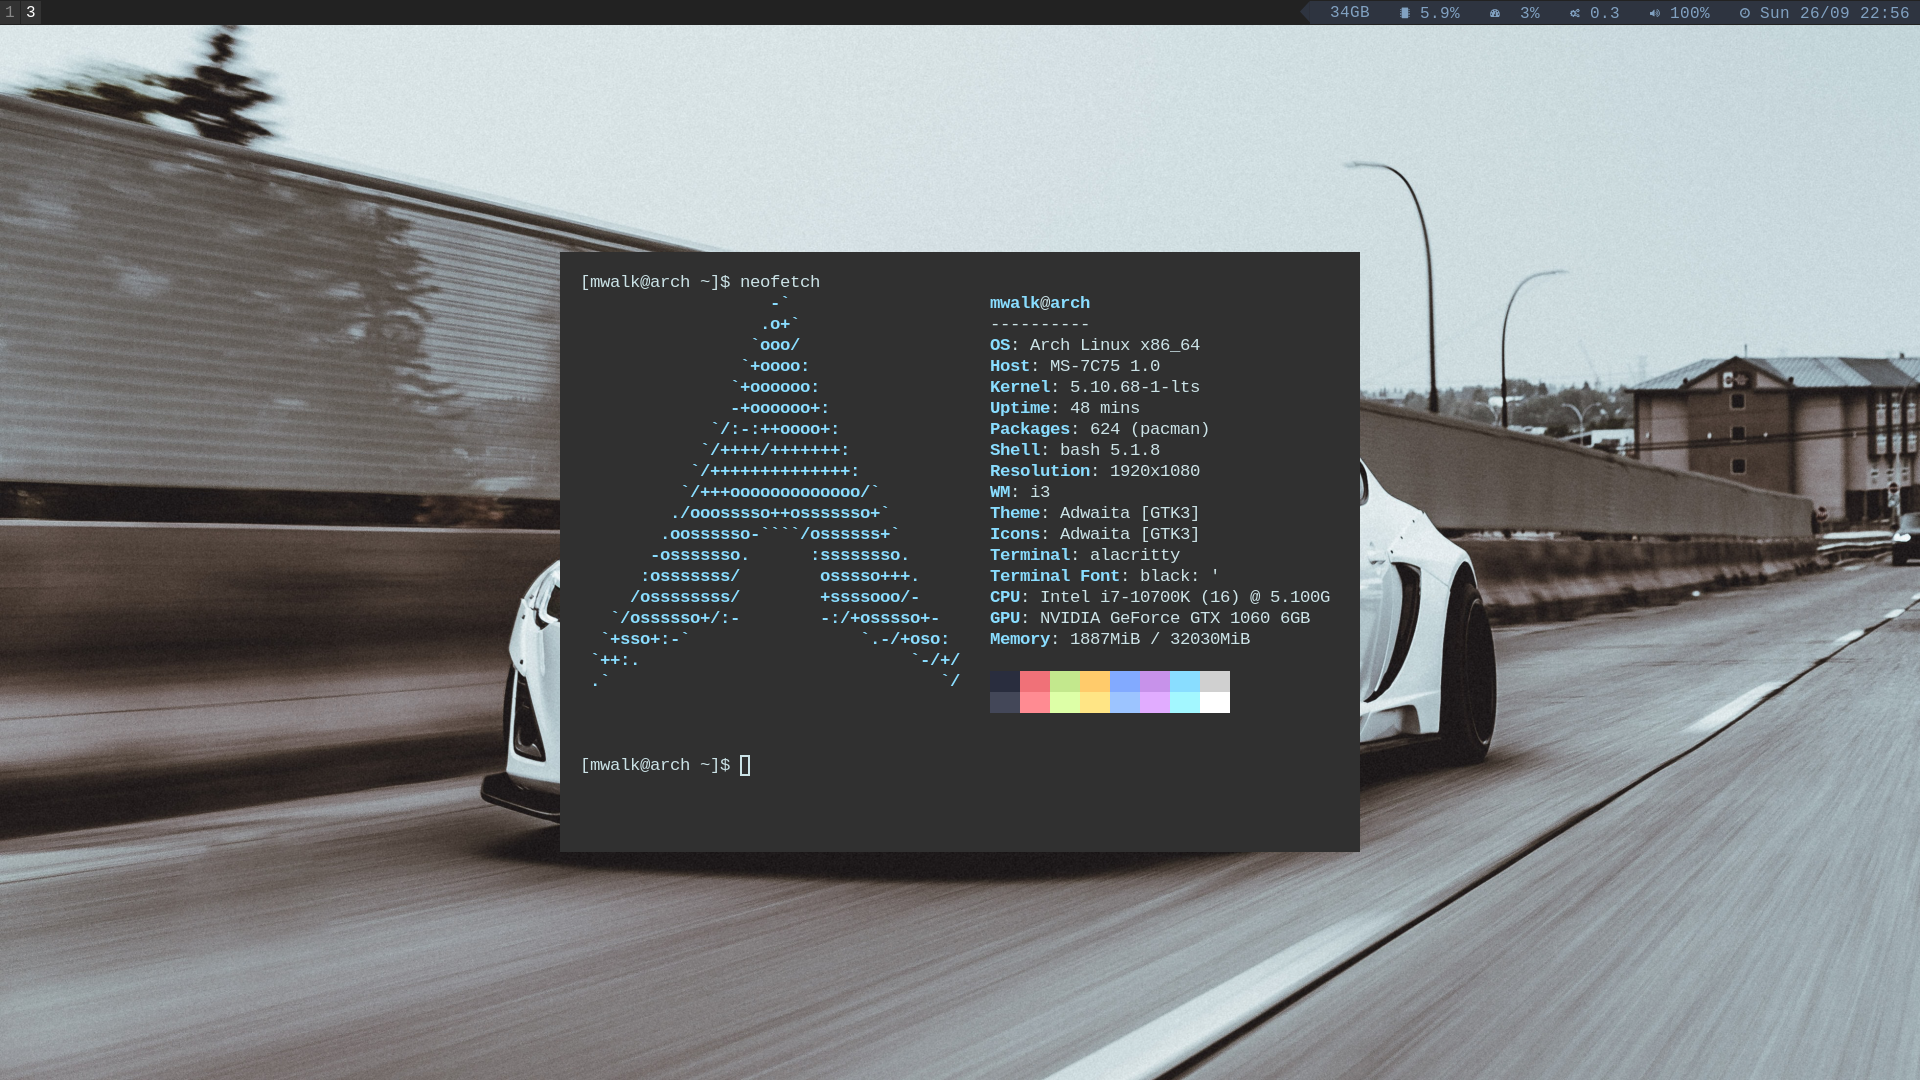 1 3 34GB 5.9% 3% 0.3 100% Sun 26/09 22:56
[mwalk@arch ~]$ neofetch
-` mwalk@arch
.o+` ----------
`ooo/ OS: Arch Linux x86_64
`+oooo: Host: MS-7C75 1.0
`+oooooo: Kernel: 5.10.68-1-lts
-+oooooo+: Uptime: 48 mins
`/:-:++oooo+: Packages: 624 (pacman)
`/++++/+++++++: Shell: bash 5.1.8
`/++++++++++++++: Resolution: 1920x1080
`/+++ooooooooooooo/` WM: i3
./ooosssso++osssssso+` Theme: Adwaita [GTK3]
.oossssso-````/ossssss+` Icons: Adwaita [GTK3]
-osssssso. :ssssssso. Terminal: alacritty
:osssssss/ osssso+++. Terminal Font: black: '
/ossssssss/ +ssssooo/- CPU: Intel i7-10700K (16) @ 5.100G
`/ossssso+/:- -:/+osssso+- GPU: NVIDIA GeForce GTX 1060 6GB
`+sso+:-` `.-/+oso: Memory: 1887MiB / 32030MiB
`++:. `-/+/
.` `/
[mwalk@arch ~]$